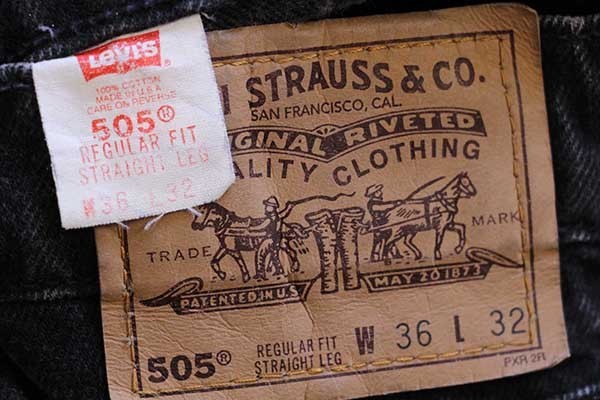 Levi's
100% COTTON
MADE IN U.S.A
CARE ON REVERSE
505®
REGULAR FIT
STRAIGHT LEG
W36 L32
I STRAUSS & CO.
SAN FRANCISCO, CAL.
GINAL RIVETED
ALITY CLOTHING
TRADE MARK
PATENTED IN U.S. MAY 20 1873
505® REGULAR FIT STRAIGHT LEG W 36 L 32
PXR 2FI